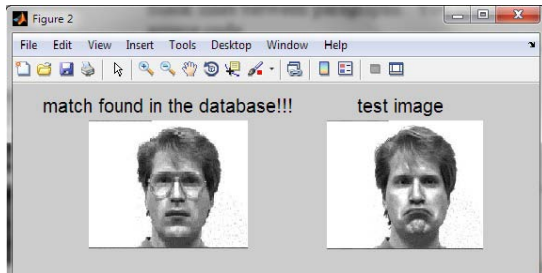 Figure 2
File Edit View Insert Tools Desktop Window Help
match found in the database!!! test image